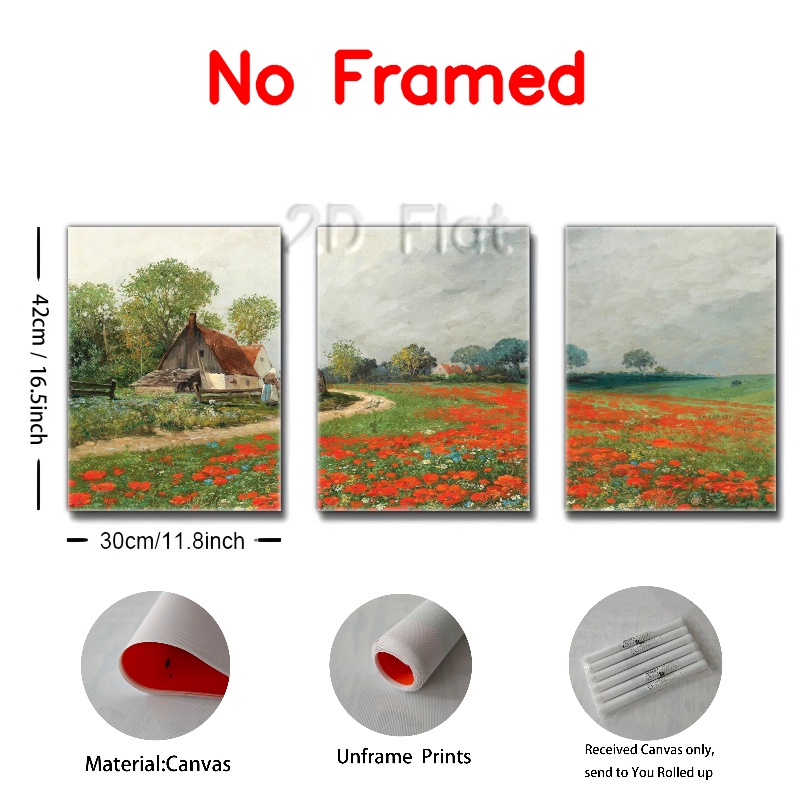 No Framed
2D Flat
42cm / 16.5inch
30cm/11.8inch
Material:Canvas
Unframe Prints
Received Canvas only,
send to You Rolled up